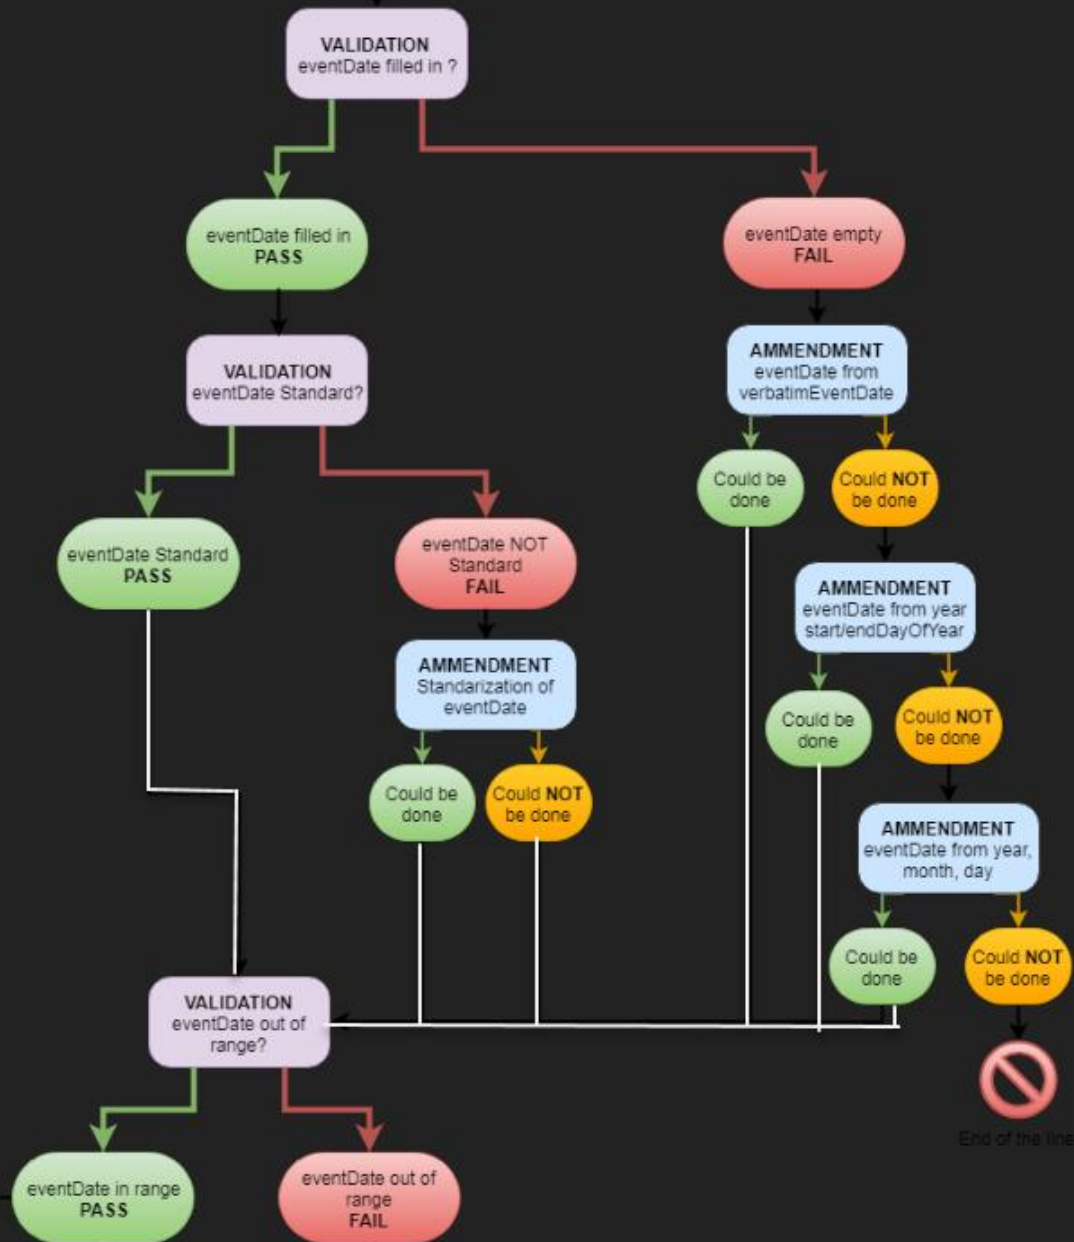 VALIDATION
eventDate filled in ?
eventDate filled in
PASS
eventDate empty
FAIL
VALIDATION
eventDate Standard?
AMMENDMENT
eventDate from
verbatimEventDate
Could be
done
Could NOT
be done
eventDate Standard
PASS
eventDate NOT
Standard
FAIL
AMMENDMENT
eventDate from year
start/endDayOfYear
AMMENDMENT
Standarization of
eventDate
Could be
done
Could NOT
be done
Could be
done
Could NOT
be done
AMMENDMENT
eventDate from year,
month, day
Could be
done
Could NOT
be done
VALIDATION
eventDate out of
range?
End of the line
eventDate in range
PASS
eventDate out of
range
FAIL